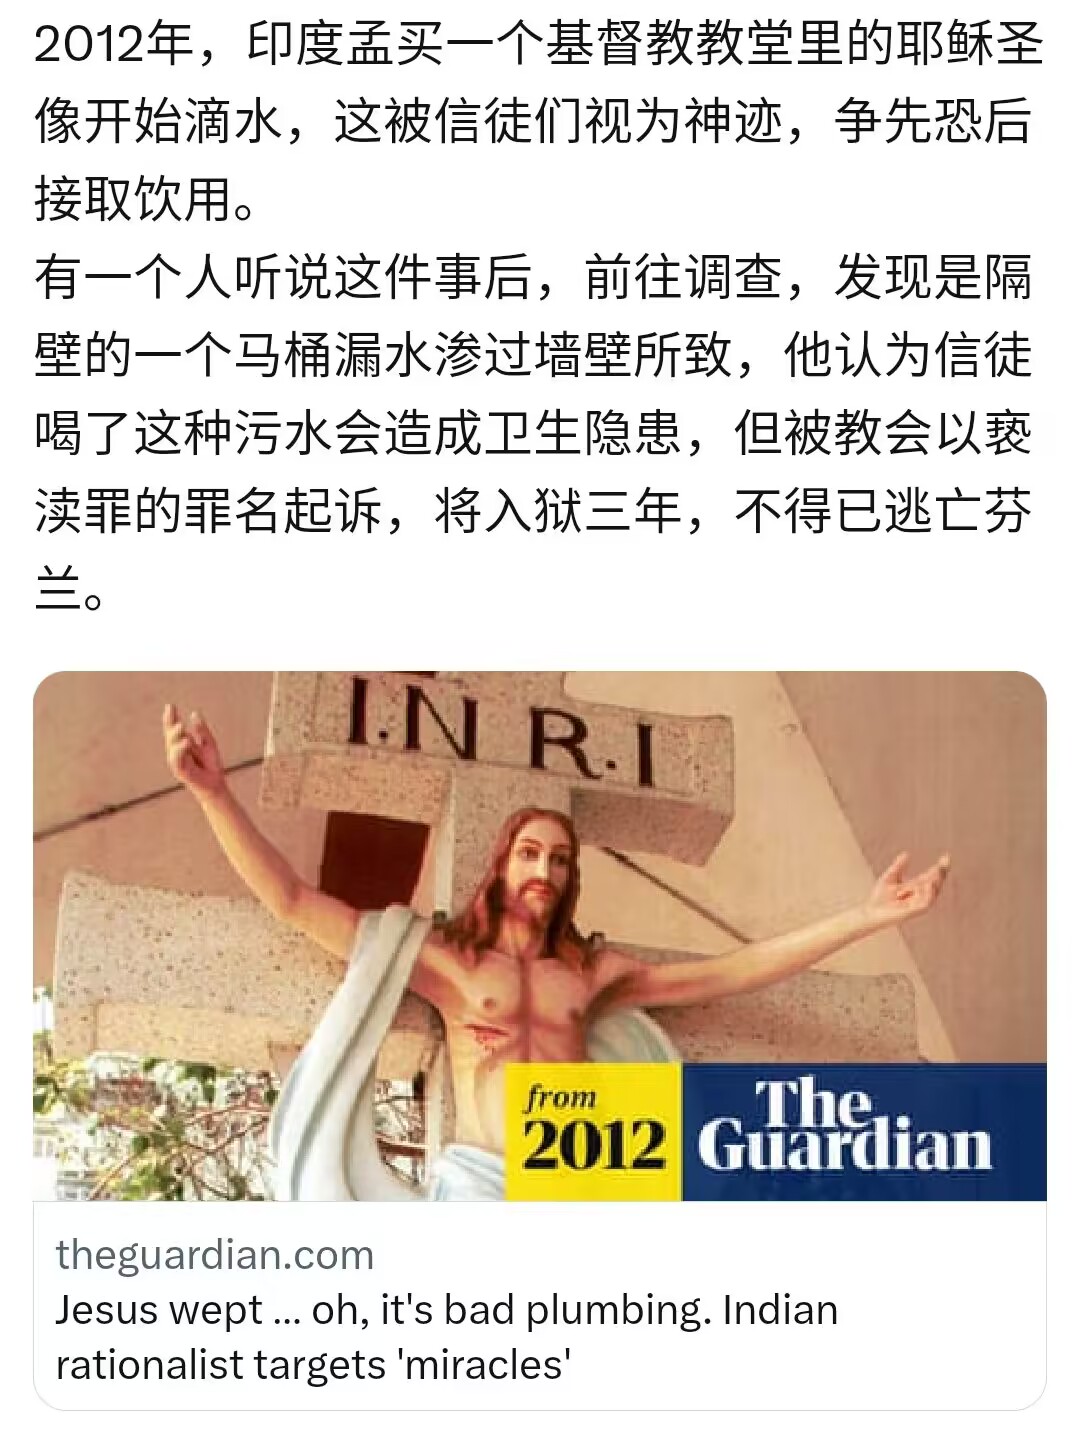 2012年，印度孟买一个基督教教堂里的耶稣圣
像开始滴水，这被信徒们视为神迹，争先恐后
接取饮用。
有一个人听说这件事后，前往调查，发现是隔
壁的一个马桶漏水渗过墙壁所致，他认为信徒
喝了这种污水会造成卫生隐患，但被教会以亵
渎罪的罪名起诉，将入狱三年，不得已逃亡芬
兰。
I.N R.I
from
2012
The
Guardian
theguardian.com
Jesus wept ... oh, it's bad plumbing. Indian
rationalist targets 'miracles'